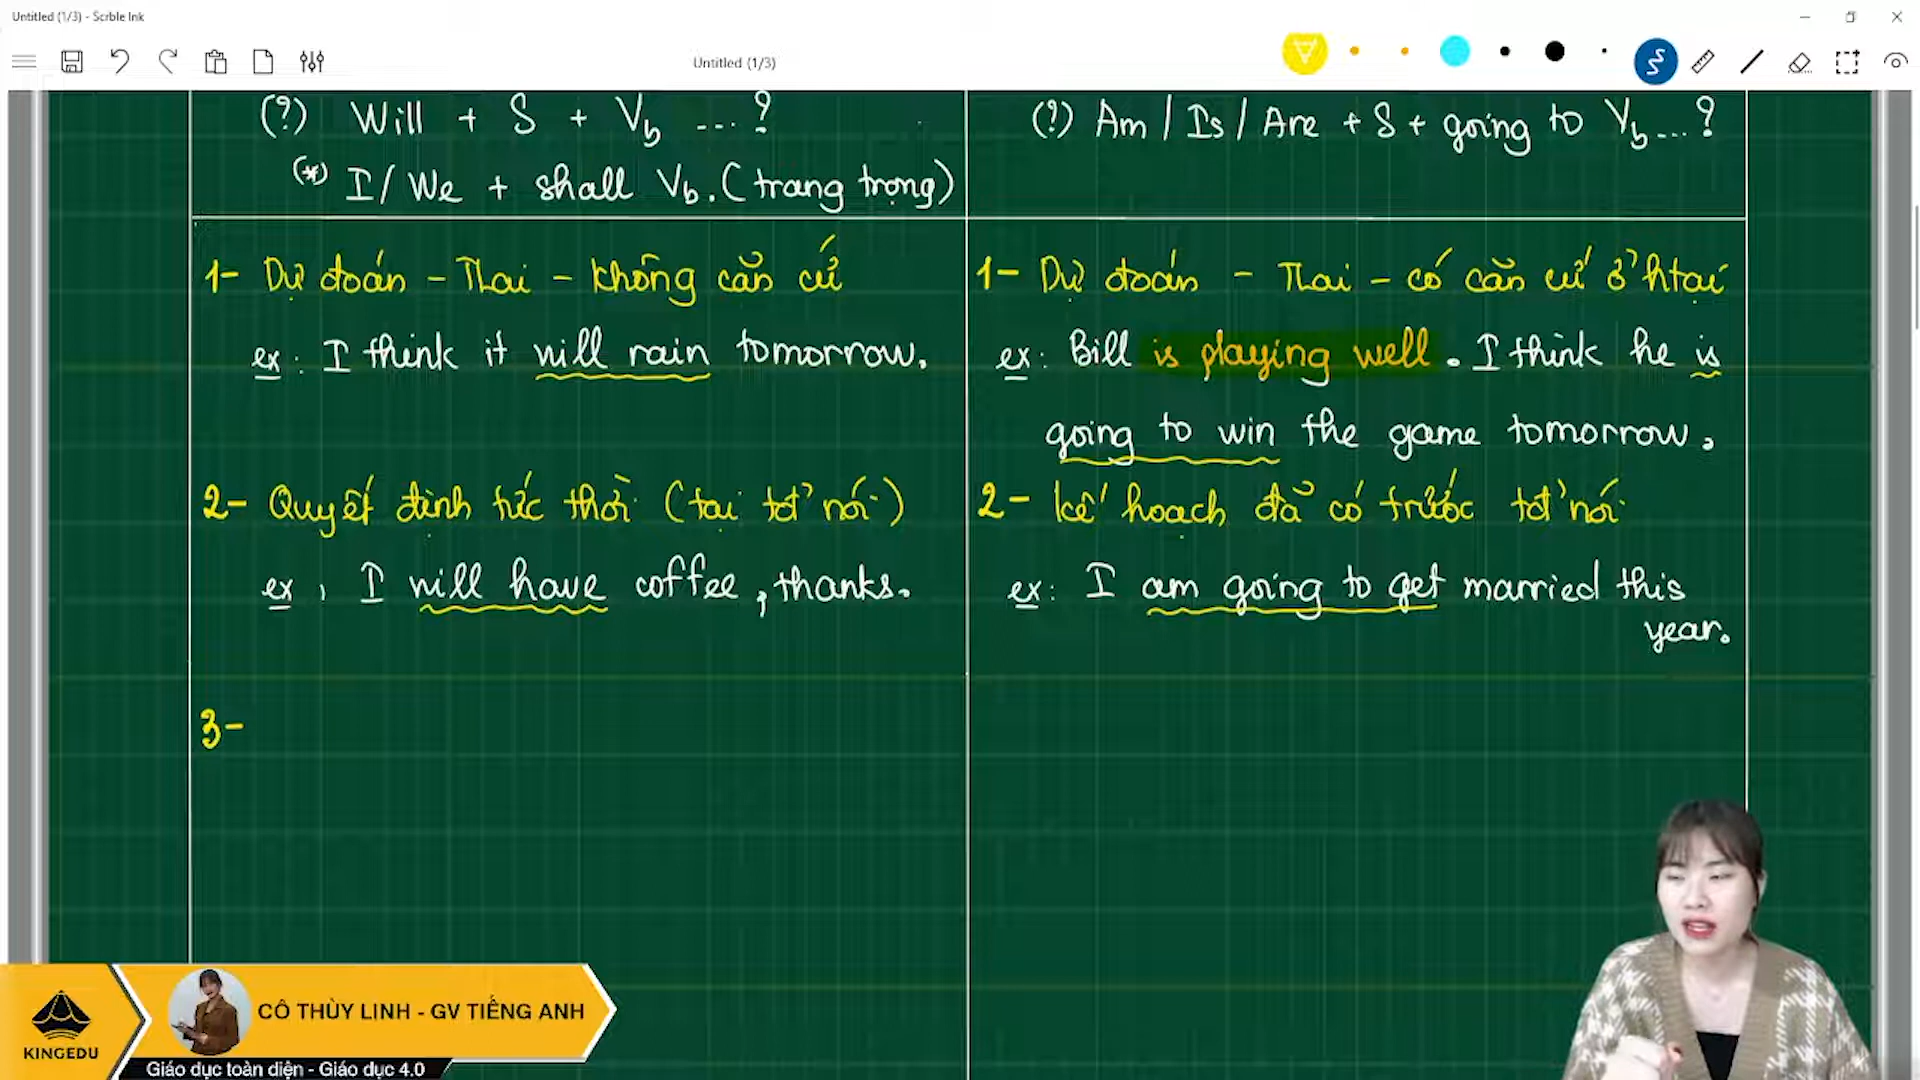 Untitled (1/3) - Scrble Ink
Untitled (1/3)
(?) Will + S + Vb ... ?
(*) I/We + shall Vb. (trang trọng)
1- Dự đoán - Tlai - không căn cứ
ex: I think it will rain tomorrow.
2- Quyết định tức thời (tại tđ' nói)
ex: I will have coffee, thanks.
3-
(?) Am / Is / Are + S + going to Vb ... ?
1- Dự đoán - Tlai - có căn cứ ở htại
ex: Bill is playing well. I think he is
going to win the game tomorrow.
2- kế hoạch đã có trước tđ' nói
ex: I am going to get married this
year.
KINGEDU
CÔ THÙY LINH - GV TIẾNG ANH
Giáo dục toàn diện - Giáo dục 4.0